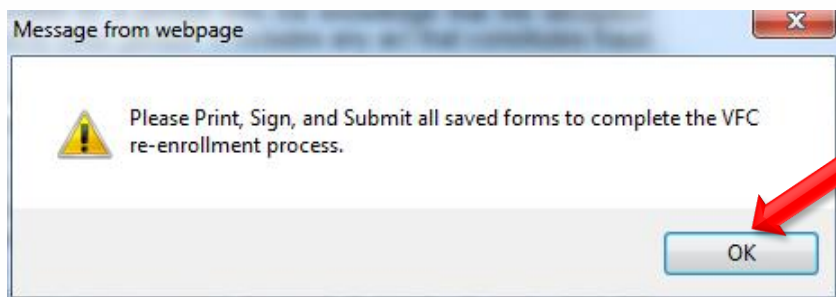 Message from webpage
Please Print, Sign, and Submit all saved forms to complete the VFC
re-enrollment process.
OK